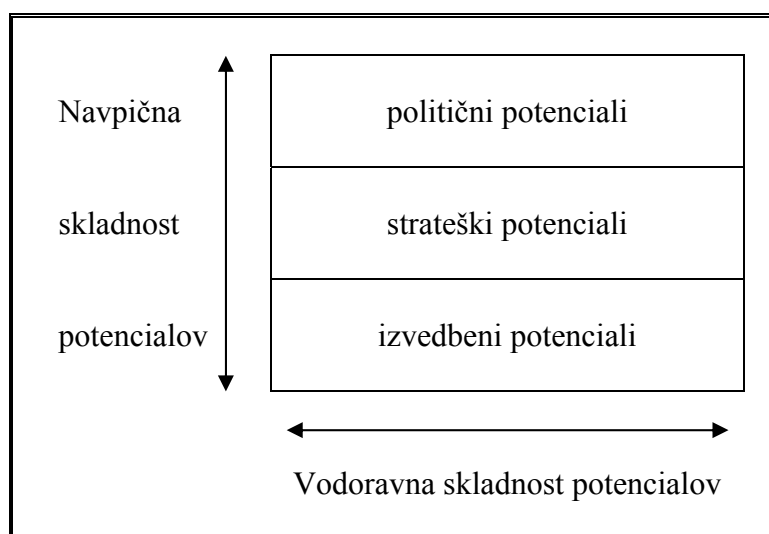 Navpična
politični potenciali
skladnost
strateški potenciali
potencialov
izvedbeni potenciali
Vodoravna skladnost potencialov